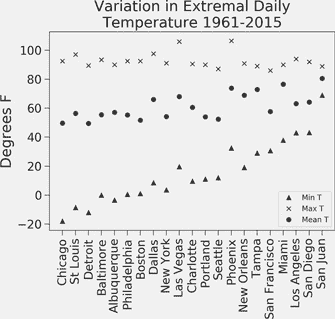 Variation in Extremal Daily
Temperature 1961-2015
Degrees F
100
80
60
40
20
0
−20
Min T
Max T
Mean T
Chicago
St Louis
Detroit
Baltimore
Albuquerque
Philadelphia
Boston
Dallas
New York
Las Vegas
Charlotte
Portland
Seattle
Phoenix
New Orleans
Tampa
San Francisco
Miami
Los Angeles
San Diego
San Juan